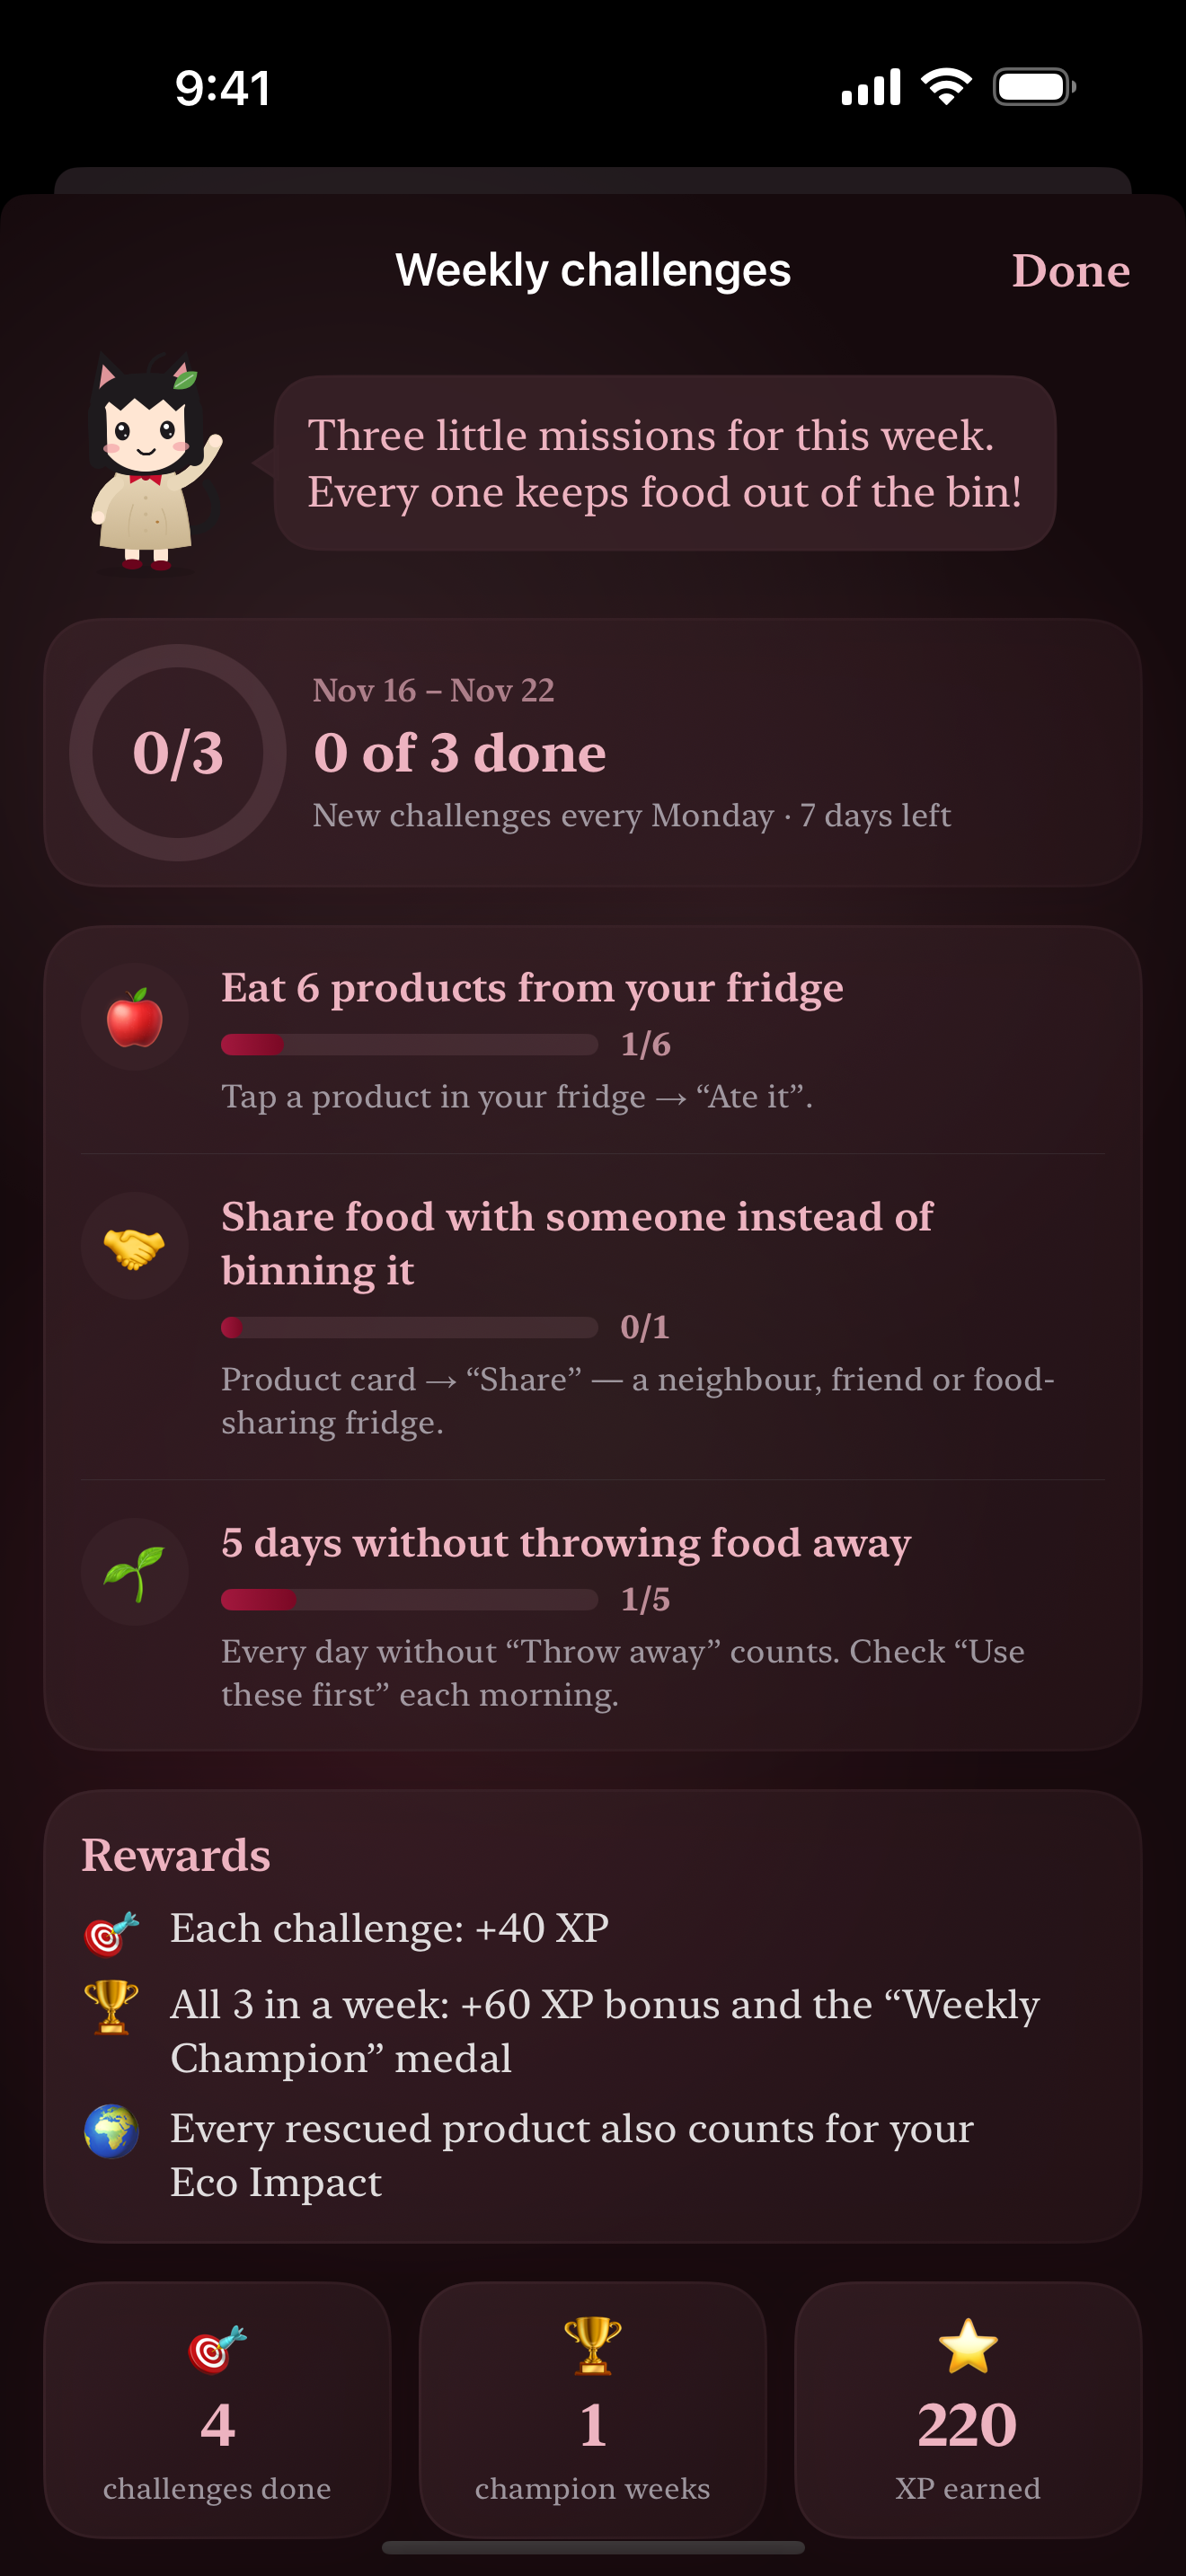 9:41
Weekly challenges
Done
Three little missions for this week.
Every one keeps food out of the bin!
0/3
Nov 16 – Nov 22
0 of 3 done
New challenges every Monday · 7 days left
Eat 6 products from your fridge
1/6
Tap a product in your fridge → “Ate it”.
Share food with someone instead of
binning it
0/1
Product card → “Share” — a neighbour, friend or food-
sharing fridge.
5 days without throwing food away
1/5
Every day without “Throw away” counts. Check “Use
these first” each morning.
Rewards
Each challenge: +40 XP
All 3 in a week: +60 XP bonus and the “Weekly
Champion” medal
Every rescued product also counts for your
Eco Impact
4
challenges done
1
champion weeks
220
XP earned